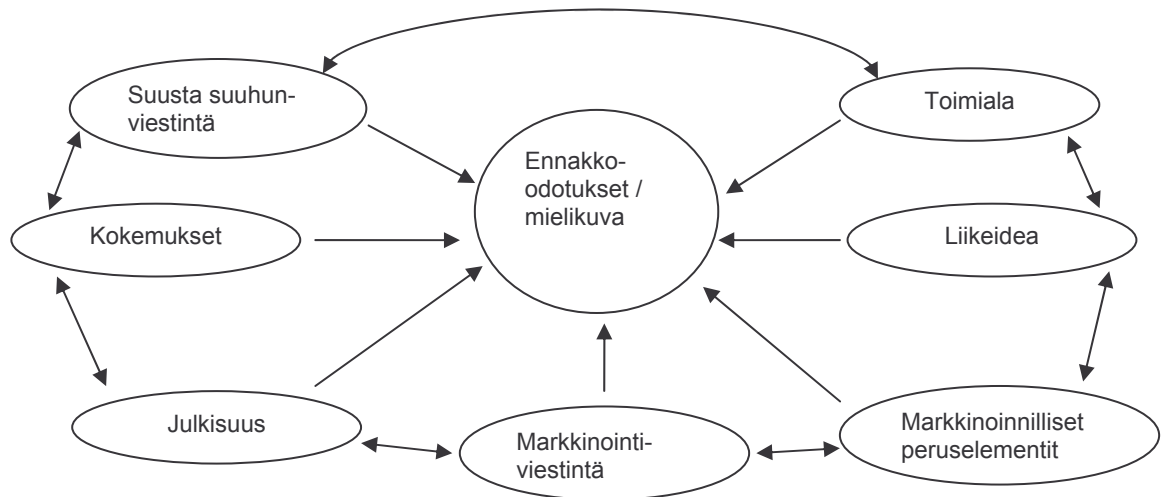 Suusta suuhun-
viestintä
Toimiala
Ennakko-
odotukset /
mielikuva
Kokemukset
Liikeidea
Julkisuus
Markkinointi-
viestintä
Markkinoinnilliset
peruselementit